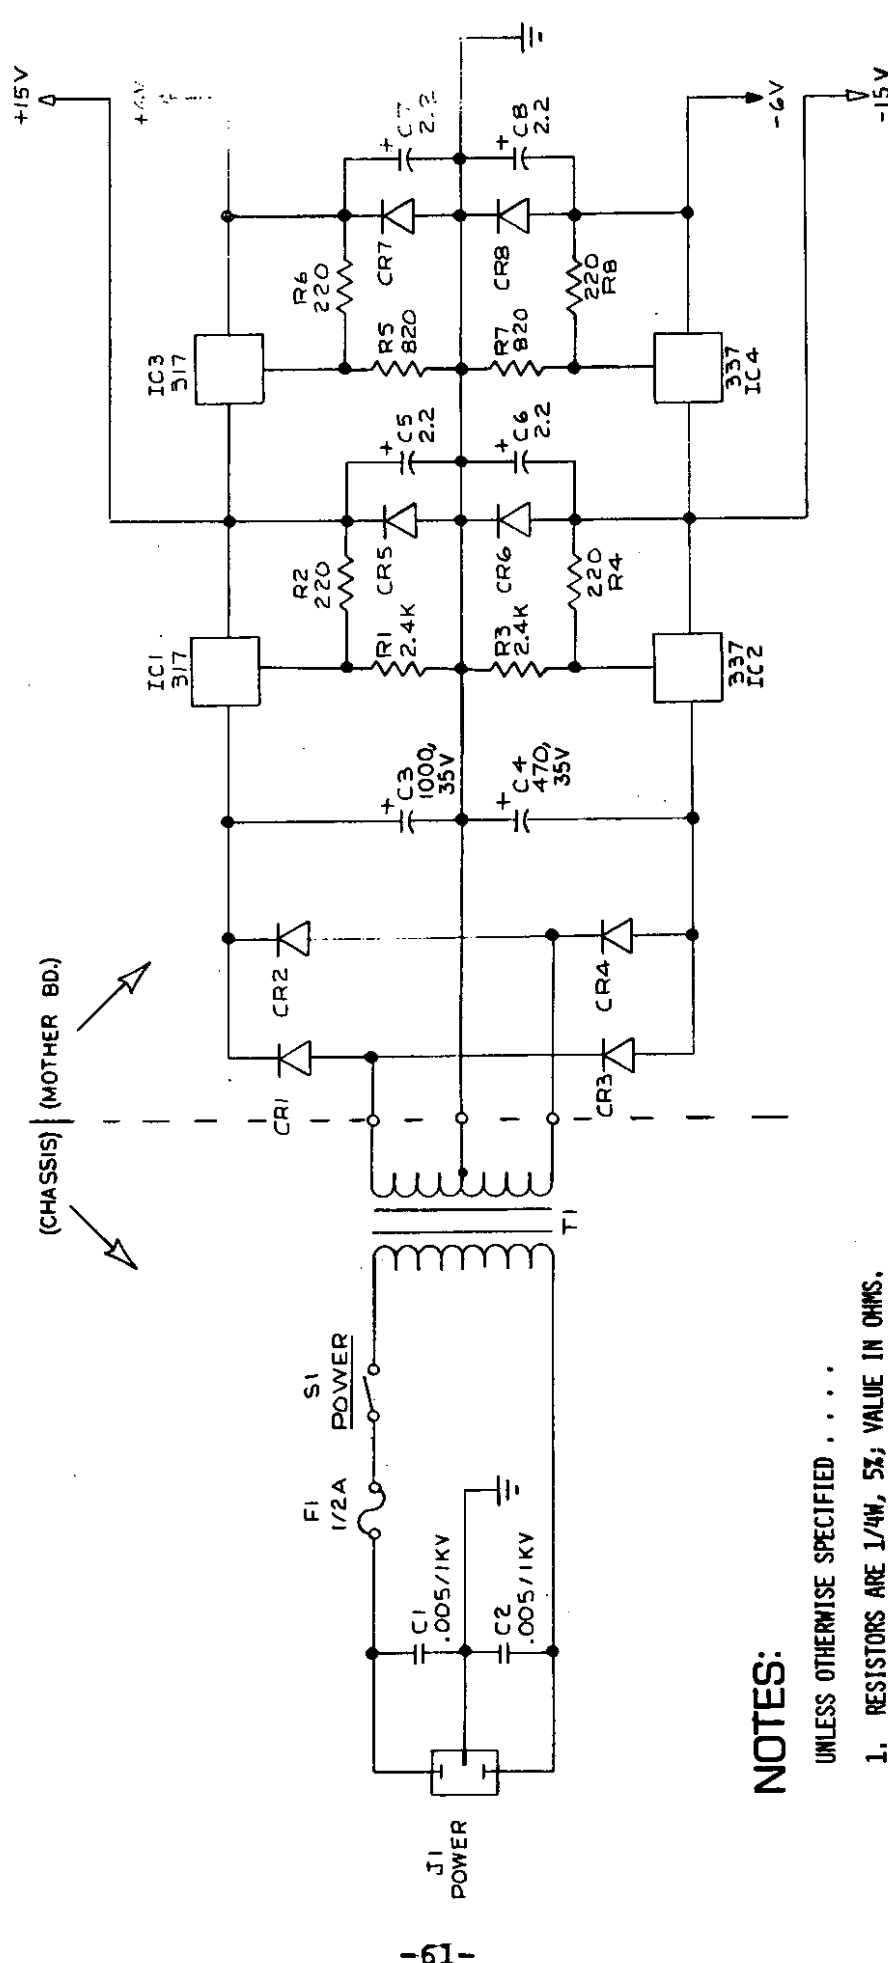 +15V
IC3
317
R6
220
R5
820
CR7
+
C7
2.2
+
C8
2.2
CR8
R7
820
220
R8
337
IC4
-6V
-15V
IC1
317
R2
220
R1
2.4K
CR5
+
C5
2.2
+
C6
2.2
CR6
R3
2.4K
220
R4
337
IC2
+
C3
1000,
35V
+
C4
470,
35V
CR2
CR1
CR4
CR3
(CHASSIS) (MOTHER BD.)
T1
S1
POWER
F1
1/2A
C1
.005/1KV
C2
.005/1KV
J1
POWER
NOTES:
UNLESS OTHERWISE SPECIFIED . . . .
1. RESISTORS ARE 1/4W, 5%; VALUE IN OHMS.
-61-